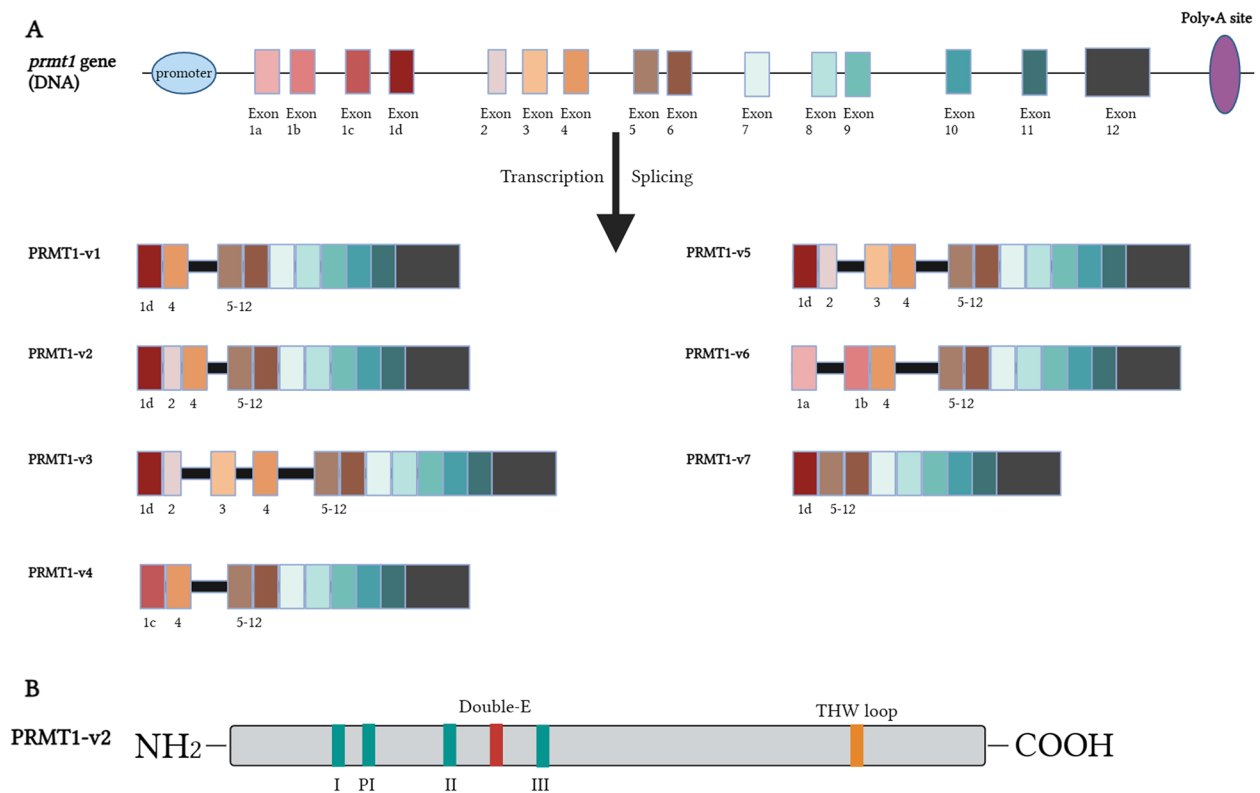 A
Poly•A site
prmt1 gene
(DNA)
promoter
Exon 1a
Exon 1b
Exon 1c
Exon 1d
Exon 2
Exon 3
Exon 4
Exon 5
Exon 6
Exon 7
Exon 8
Exon 9
Exon 10
Exon 11
Exon 12
Transcription Splicing
PRMT1-v1
1d 4 5-12
PRMT1-v2
1d 2 4 5-12
PRMT1-v3
1d 2 3 4 5-12
PRMT1-v4
1c 4 5-12
PRMT1-v5
1d 2 3 4 5-12
PRMT1-v6
1a 1b 4 5-12
PRMT1-v7
1d 5-12
B
Double-E THW loop
PRMT1-v2 NH2 COOH
I PI II III